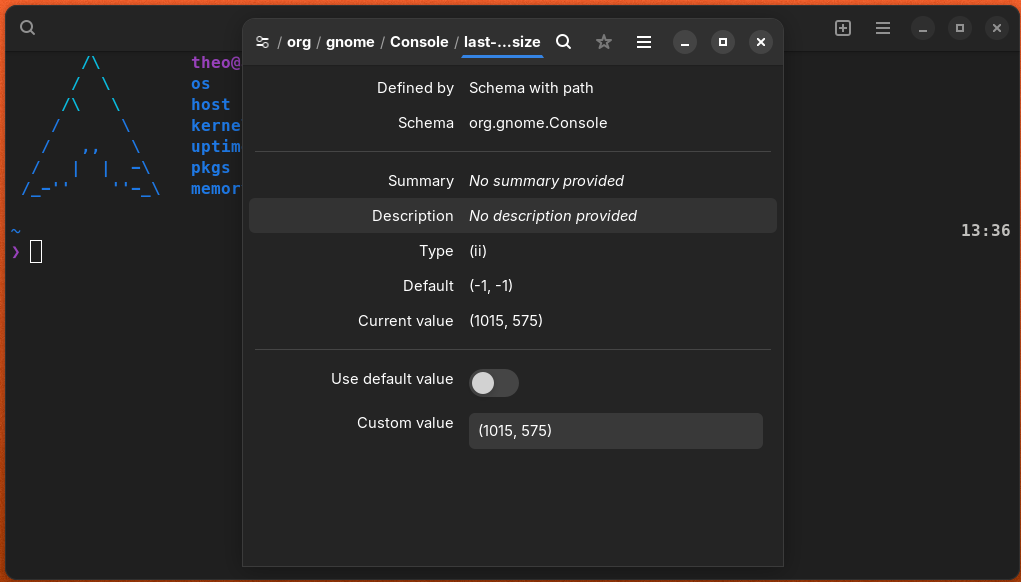 / org / gnome / Console / last-...size
theo@
os
host
kerne
uptim
pkgs
memor
~
13:36
❯
Defined by Schema with path
Schema org.gnome.Console
Summary No summary provided
Description No description provided
Type (ii)
Default (-1, -1)
Current value (1015, 575)
Use default value
Custom value (1015, 575)